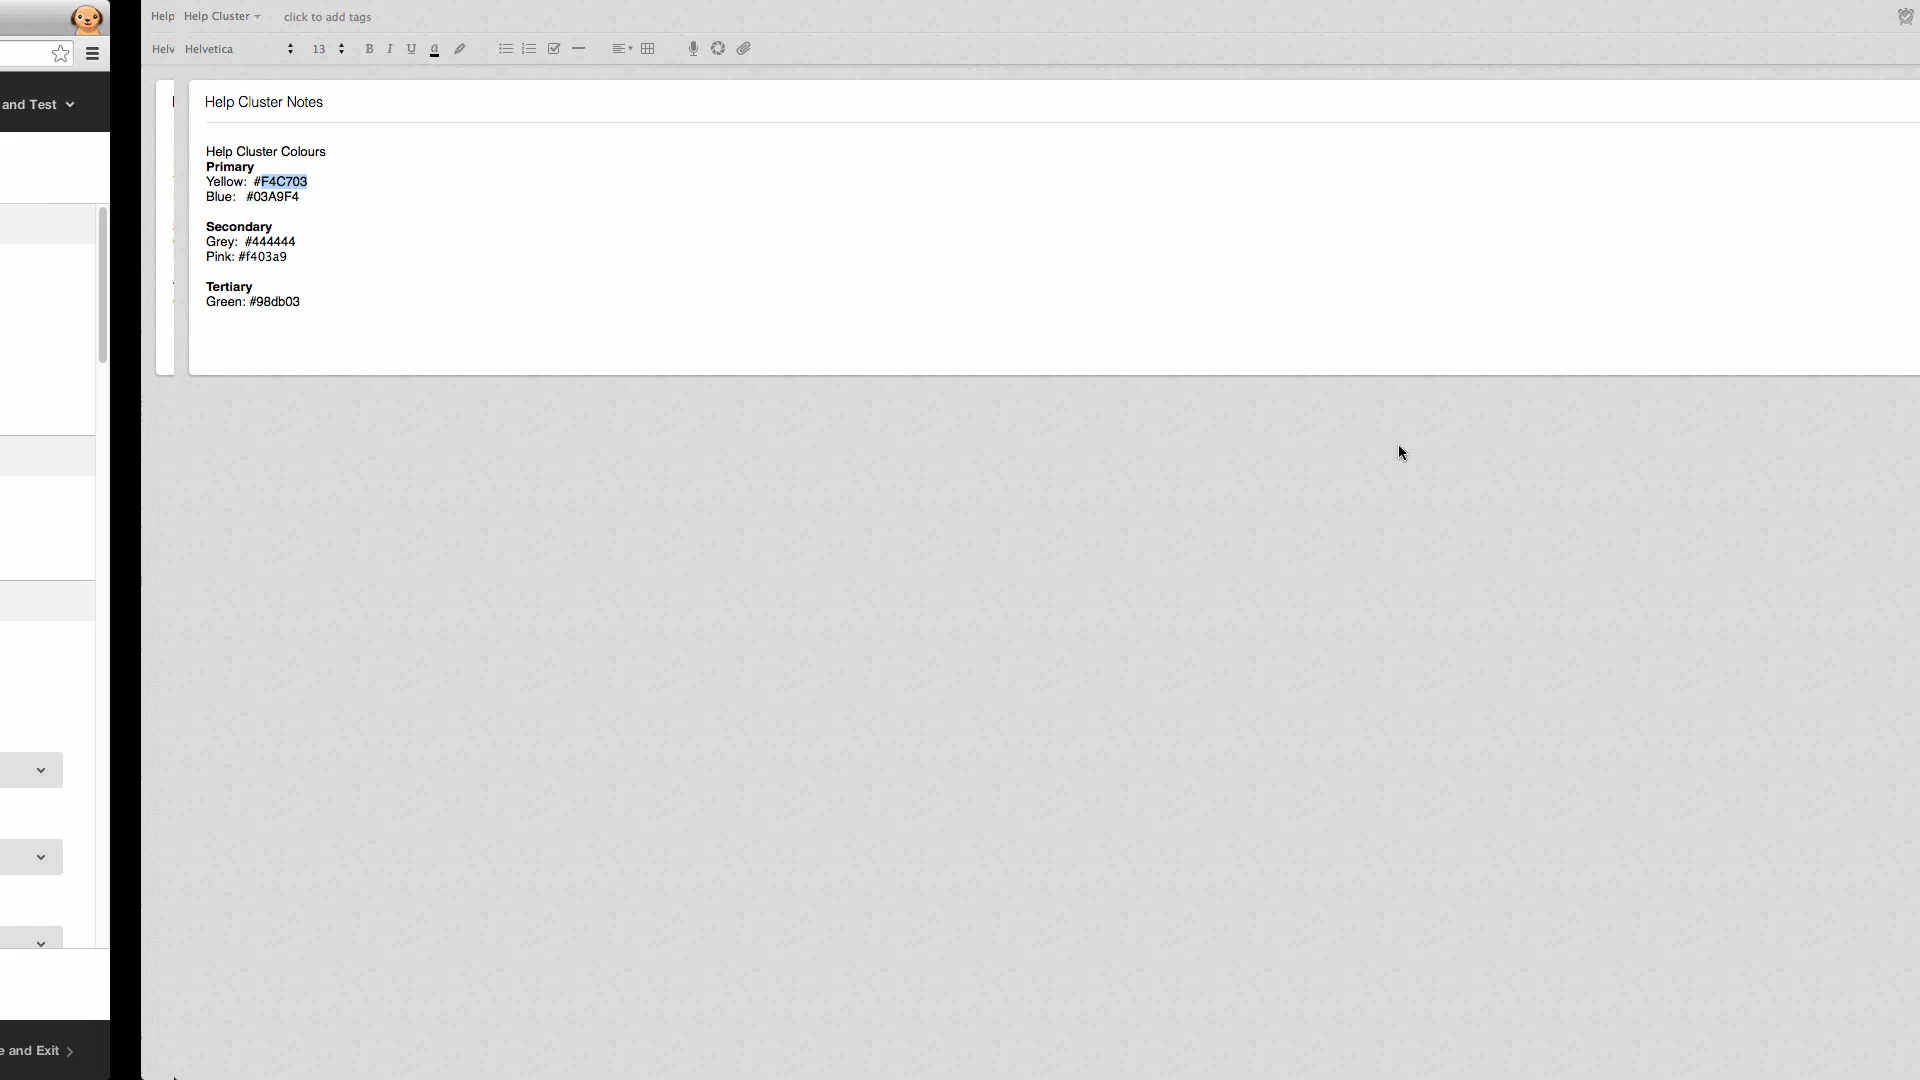 Help Help Cluster click to add tags
Helv Helvetica 13 B I U a
and Test
Help Cluster Notes
Help Cluster Colours
Primary
Yellow: #F4C703
Blue: #03A9F4
Secondary
Grey: #444444
Pink: #f403a9
Tertiary
Green: #98db03
e and Exit